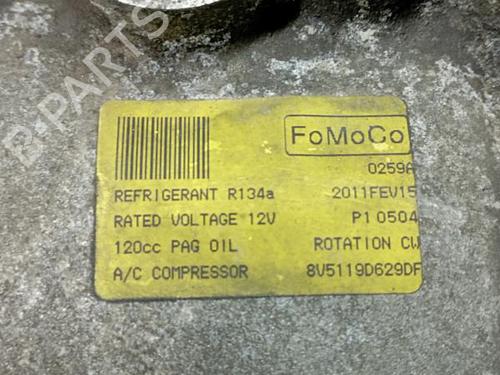 B-PARTS
FoMoCo
0259A
REFRIGERANT R134a 2011FEV15
RATED VOLTAGE 12V P1 0504
120cc PAG OIL ROTATION CW
A/C COMPRESSOR 8V5119D629DF